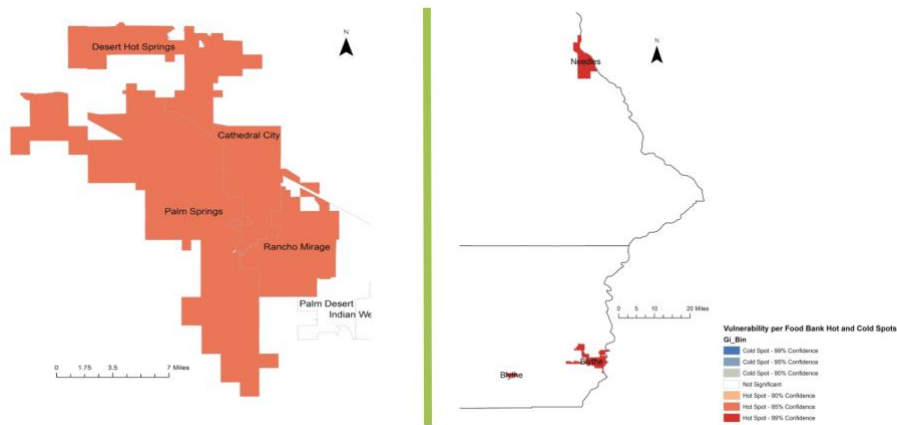 N
Desert Hot Springs
Cathedral City
Palm Springs
Rancho Mirage
Palm Desert
Indian We
0 1.75 3.5 7 Miles
N
Needles
0 5 10 20 Miles
Blythe
Blythe
Vulnerability per Food Bank Hot and Cold Spots
Gi_Bin
Cold Spot - 99% Confidence
Cold Spot - 95% Confidence
Cold Spot - 90% Confidence
Not Significant
Hot Spot - 90% Confidence
Hot Spot - 95% Confidence
Hot Spot - 99% Confidence